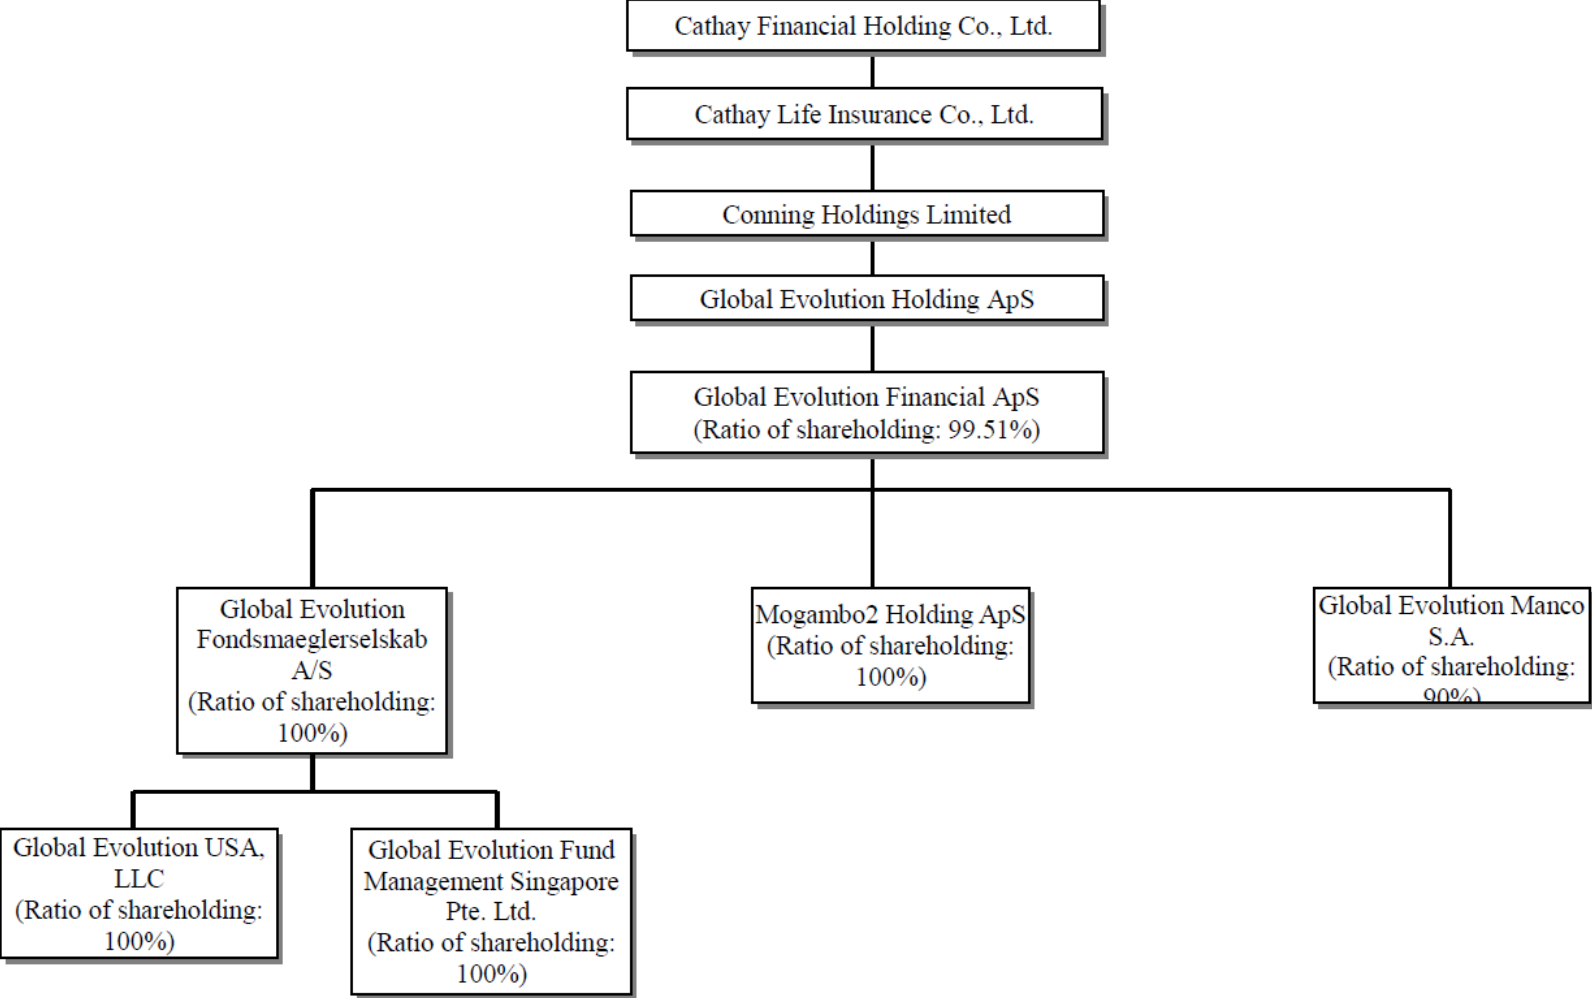 Cathay Financial Holding Co., Ltd.
Cathay Life Insurance Co., Ltd.
Conning Holdings Limited
Global Evolution Holding ApS
Global Evolution Financial ApS
(Ratio of shareholding: 99.51%)
Global Evolution
Fondsmaeglerselskab
A/S
(Ratio of shareholding:
100%)
Mogambo2 Holding ApS
(Ratio of shareholding:
100%)
Global Evolution Manco
S.A.
(Ratio of shareholding:
90%)
Global Evolution USA,
LLC
(Ratio of shareholding:
100%)
Global Evolution Fund
Management Singapore
Pte. Ltd.
(Ratio of shareholding:
100%)